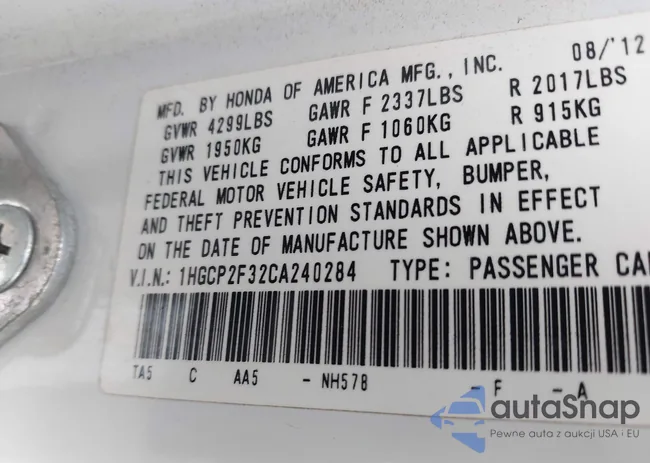 MFD. BY HONDA OF AMERICA MFG., INC. 08/'12
GVWR 4299LBS GAWR F 2337LBS R 2017LBS
GVWR 1950KG GAWR F 1060KG R 915KG
THIS VEHICLE CONFORMS TO ALL APPLICABLE
FEDERAL MOTOR VEHICLE SAFETY, BUMPER,
AND THEFT PREVENTION STANDARDS IN EFFECT
ON THE DATE OF MANUFACTURE SHOWN ABOVE.
V.I.N.: 1HGCP2F32CA240284 TYPE: PASSENGER CA
TA5 C AA5 - NH578 - F - A
autaSnap
Pewne auta z aukcji USA i EU